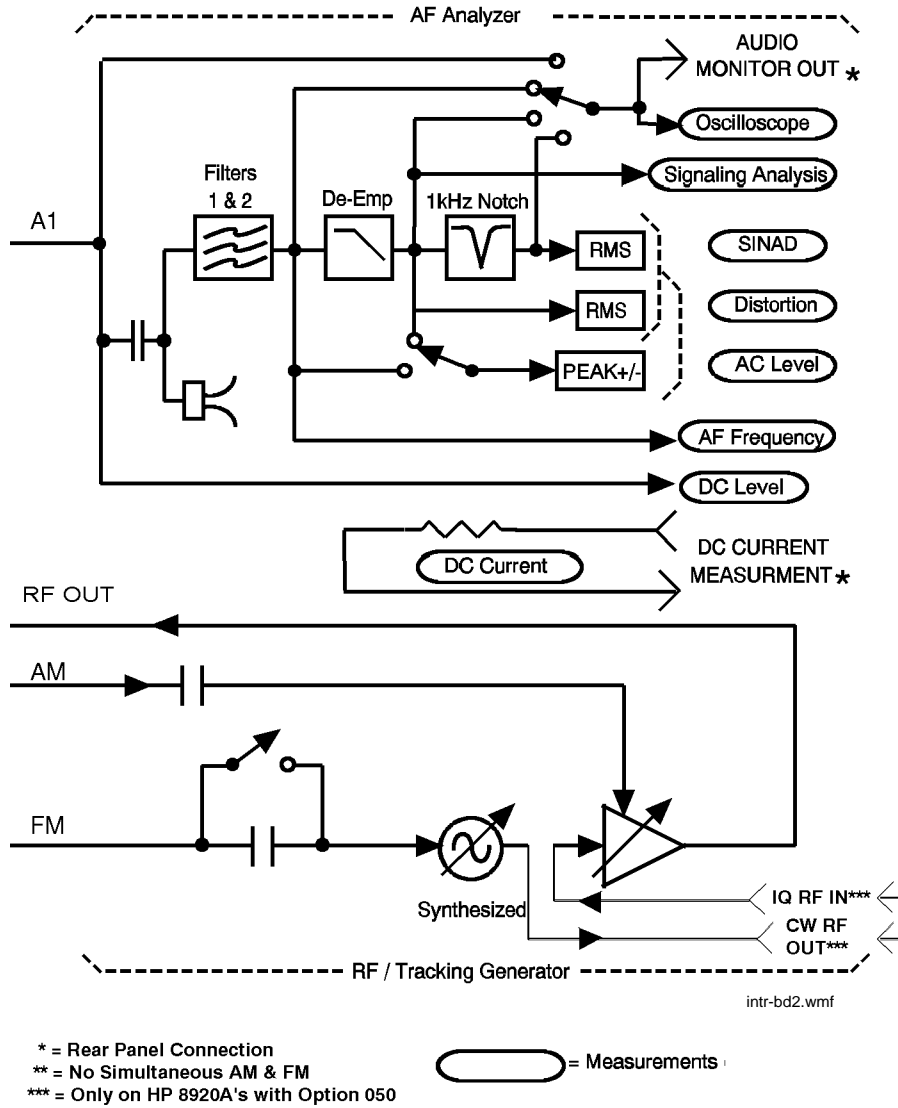 AF Analyzer
AUDIO
MONITOR OUT *
Oscilloscope
Signaling Analysis
Filters
1 & 2
De-Emp
1kHz Notch
A1
RMS
SINAD
RMS
Distortion
PEAK+/-
AC Level
AF Frequency
DC Level
DC Current
DC CURRENT
MEASURMENT *
RF OUT
AM
FM
Synthesized
IQ RF IN***
CW RF
OUT***
RF / Tracking Generator
intr-bd2.wmf
* = Rear Panel Connection
** = No Simultaneous AM & FM
*** = Only on HP 8920A's with Option 050
= Measurements